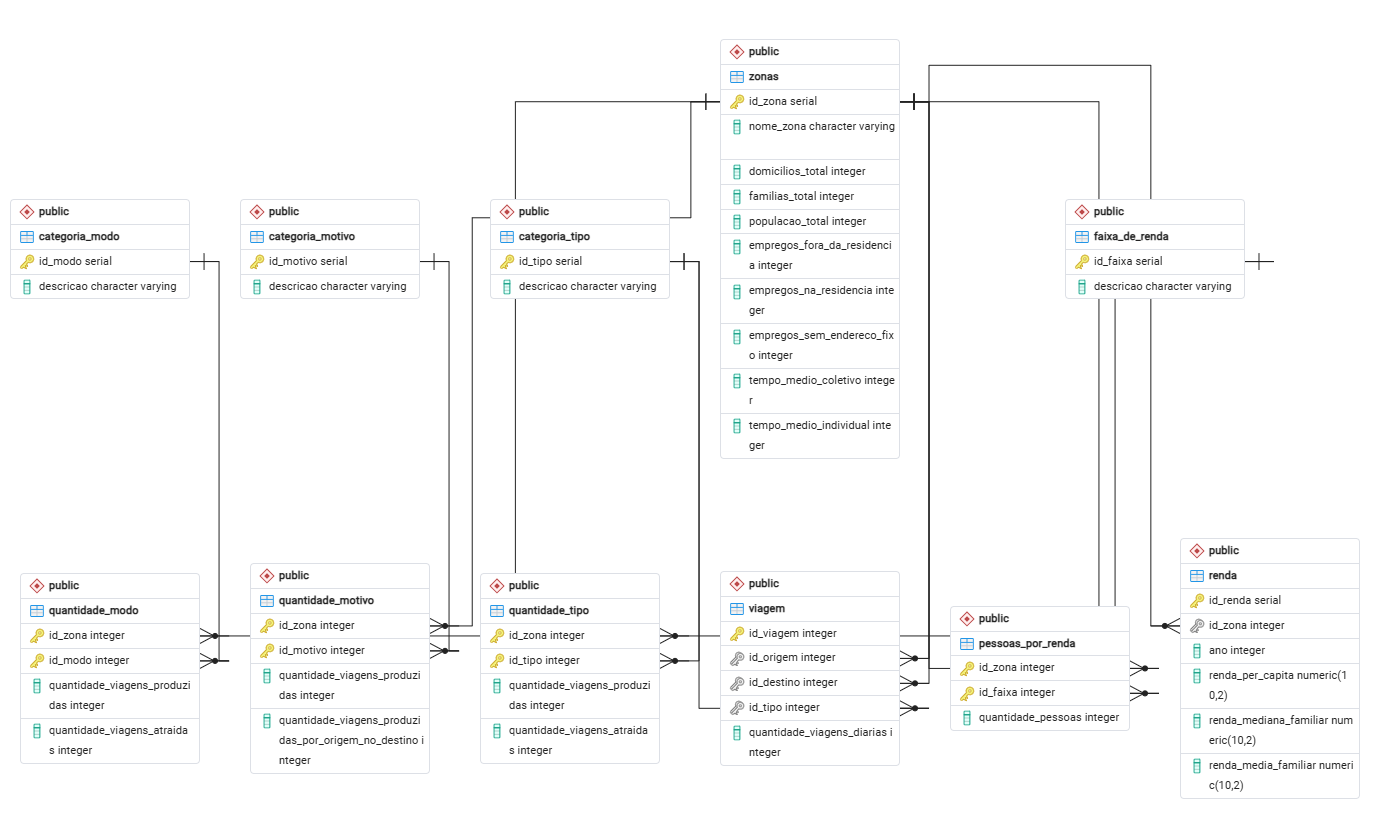 public
zonas
id_zona serial
nome_zona character varying
domicilios_total integer
familias_total integer
populacao_total integer
empregos_fora_da_residenci
a integer
empregos_na_residencia inte
ger
empregos_sem_endereco_fix
o integer
tempo_medio_coletivo intege
r
tempo_medio_individual inte
ger
public
categoria_modo
id_modo serial
descricao character varying
public
categoria_motivo
id_motivo serial
descricao character varying
public
categoria_tipo
id_tipo serial
descricao character varying
public
faixa_de_renda
id_faixa serial
descricao character varying
public
quantidade_modo
id_zona integer
id_modo integer
quantidade_viagens_produzi
das integer
quantidade_viagens_atraida
s integer
public
quantidade_motivo
id_zona integer
id_motivo integer
quantidade_viagens_produzi
das integer
quantidade_viagens_produzi
das_por_origem_no_destino i
nteger
public
quantidade_tipo
id_zona integer
id_tipo integer
quantidade_viagens_produzi
das integer
quantidade_viagens_atraida
s integer
public
viagem
id_viagem integer
id_origem integer
id_destino integer
id_tipo integer
quantidade_viagens_diarias i
nteger
public
pessoas_por_renda
id_zona integer
id_faixa integer
quantidade_pessoas integer
public
renda
id_renda serial
id_zona integer
ano integer
renda_per_capita numeric(1
0,2)
renda_mediana_familiar num
eric(10,2)
renda_media_familiar numeri
c(10,2)